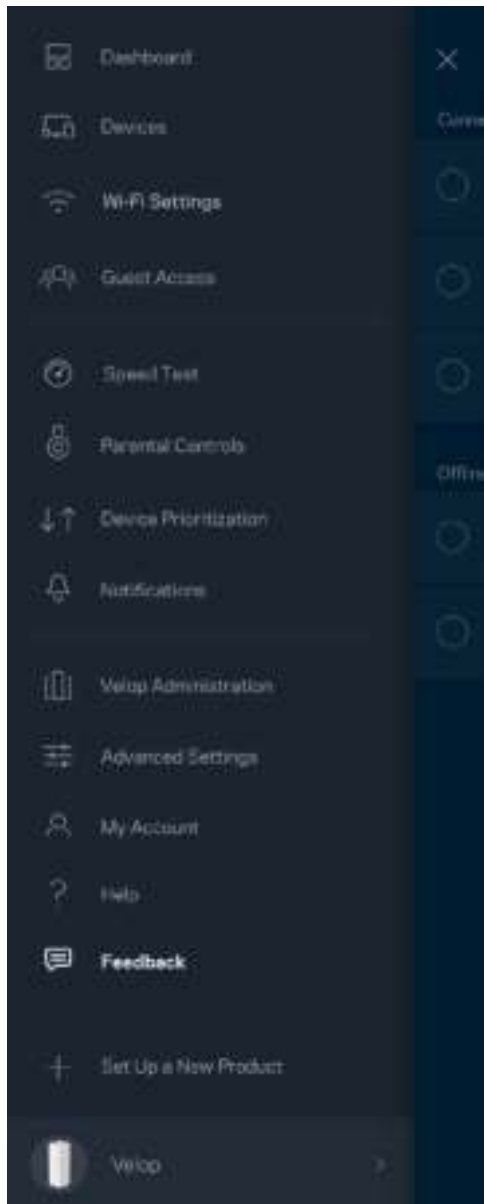 Dashboard
Devices
Wi-Fi Settings
Guest Access
Speed Test
Parental Controls
Device Prioritization
Notifications
Velop Administration
Advanced Settings
My Account
Help
Feedback
Set Up a New Product
Velop